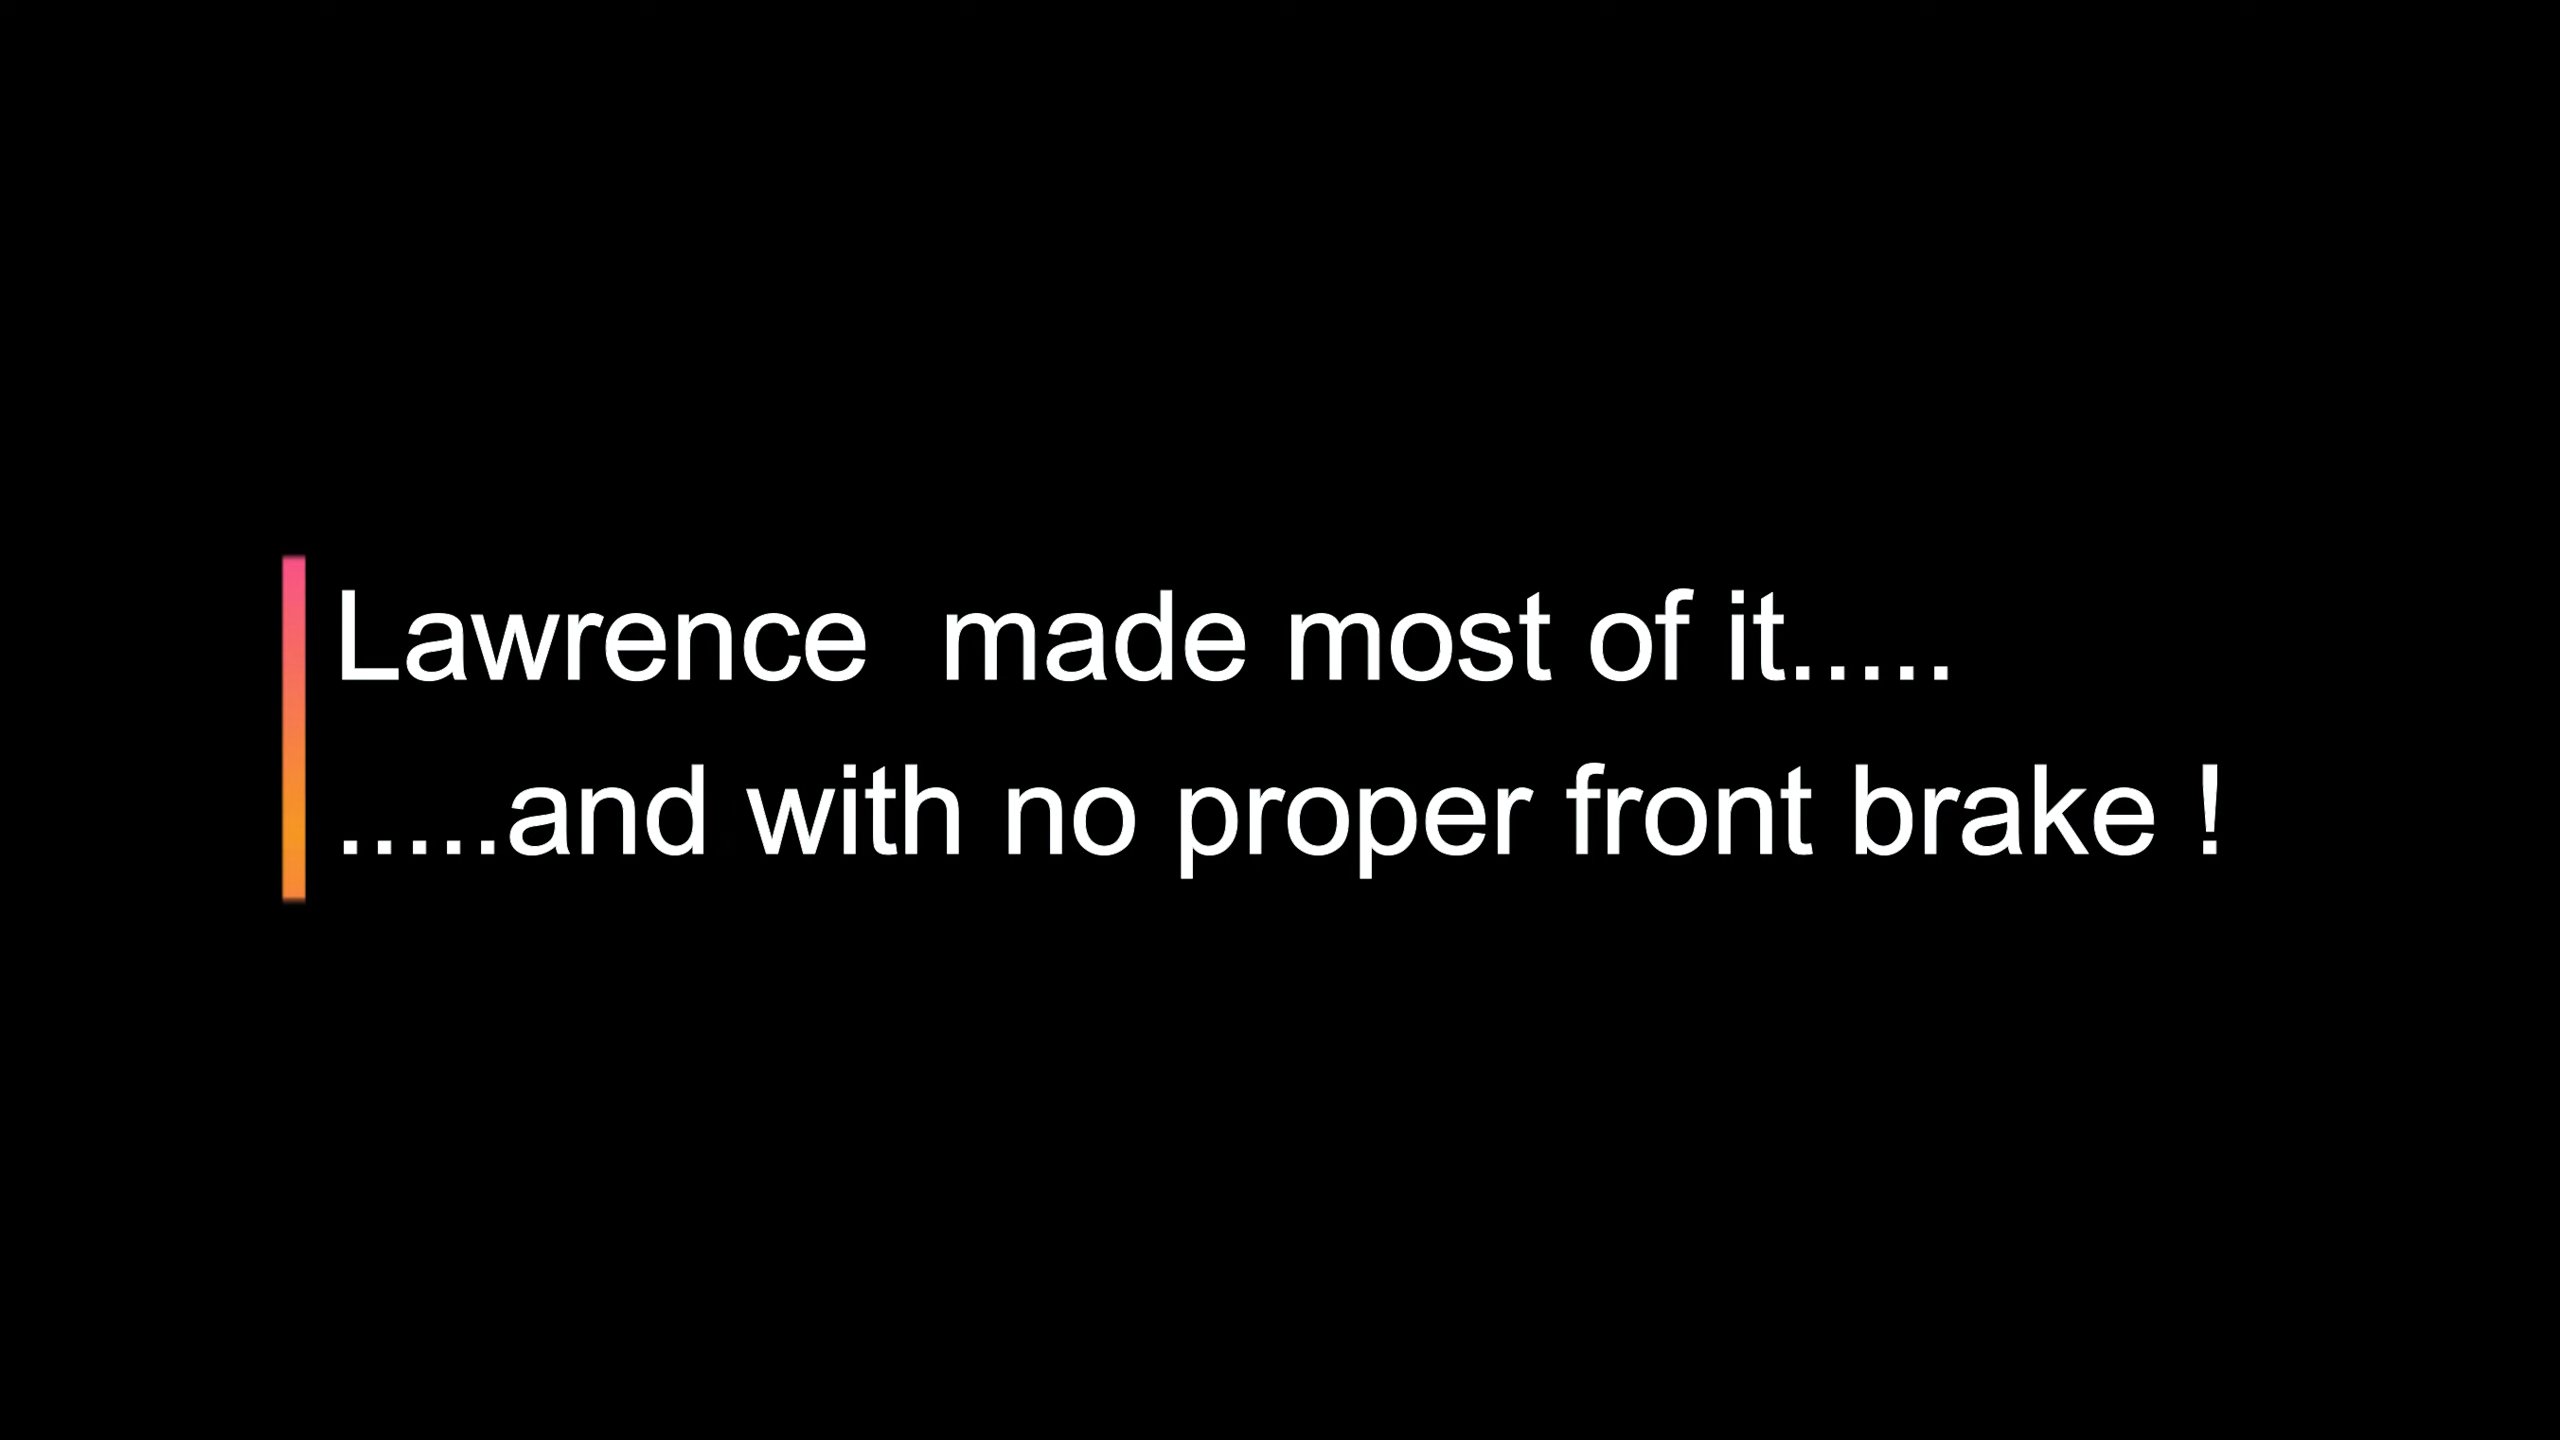 Lawrence  made most of it.....
.....and with no proper front brake !